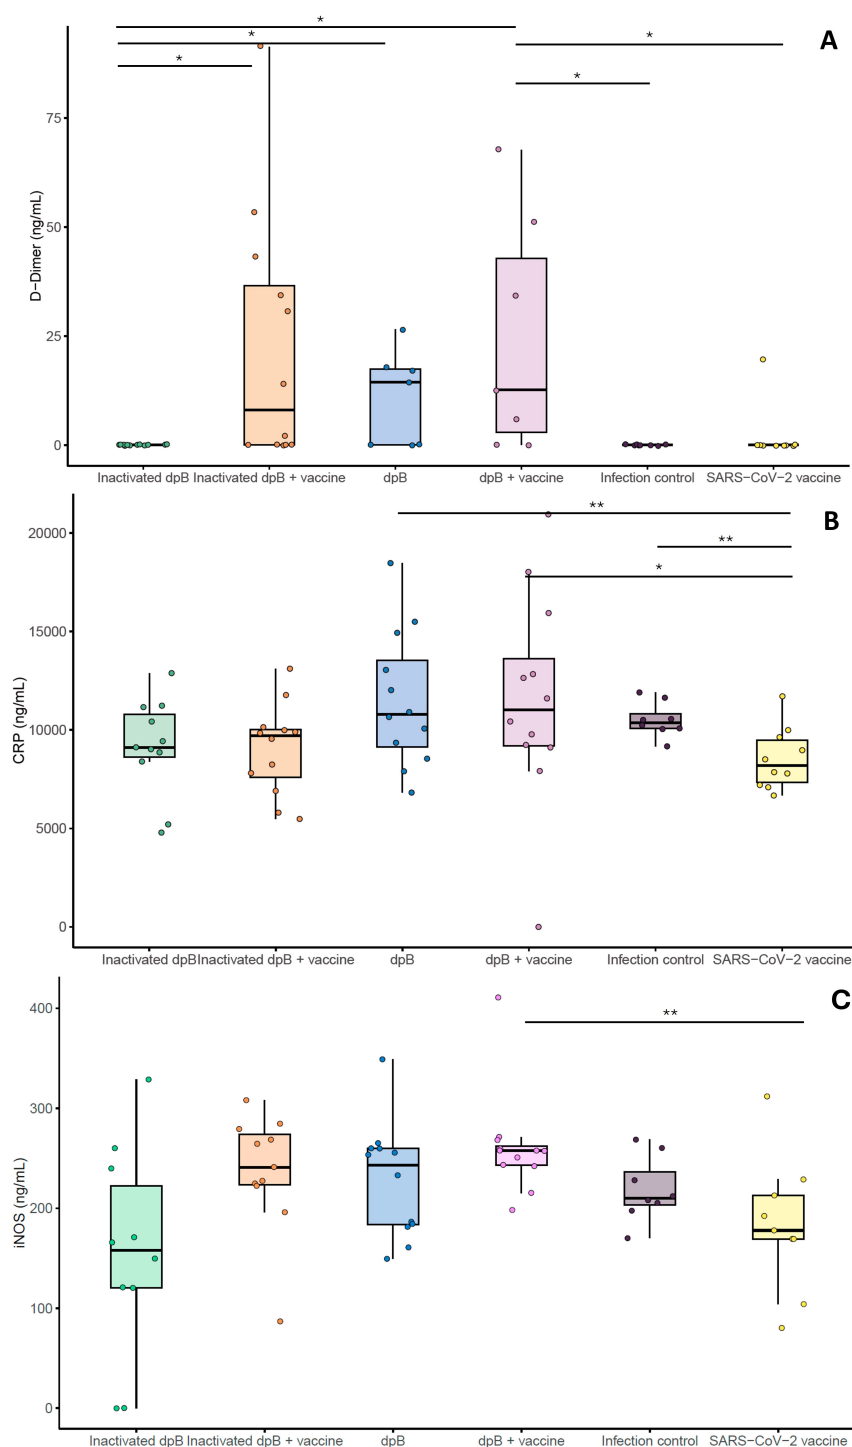 *
*
*
*
*
A
75
50
25
0
D−Dimer (ng/mL)
Inactivated dpB Inactivated dpB + vaccine dpB dpB + vaccine Infection control SARS−CoV−2 vaccine
**
**
*
B
20000
15000
10000
5000
0
CRP (ng/mL)
Inactivated dpB Inactivated dpB + vaccine dpB dpB + vaccine Infection control SARS−CoV−2 vaccine
**
C
400
300
200
100
0
iNOS (ng/mL)
Inactivated dpB Inactivated dpB + vaccine dpB dpB + vaccine Infection control SARS−CoV−2 vaccine